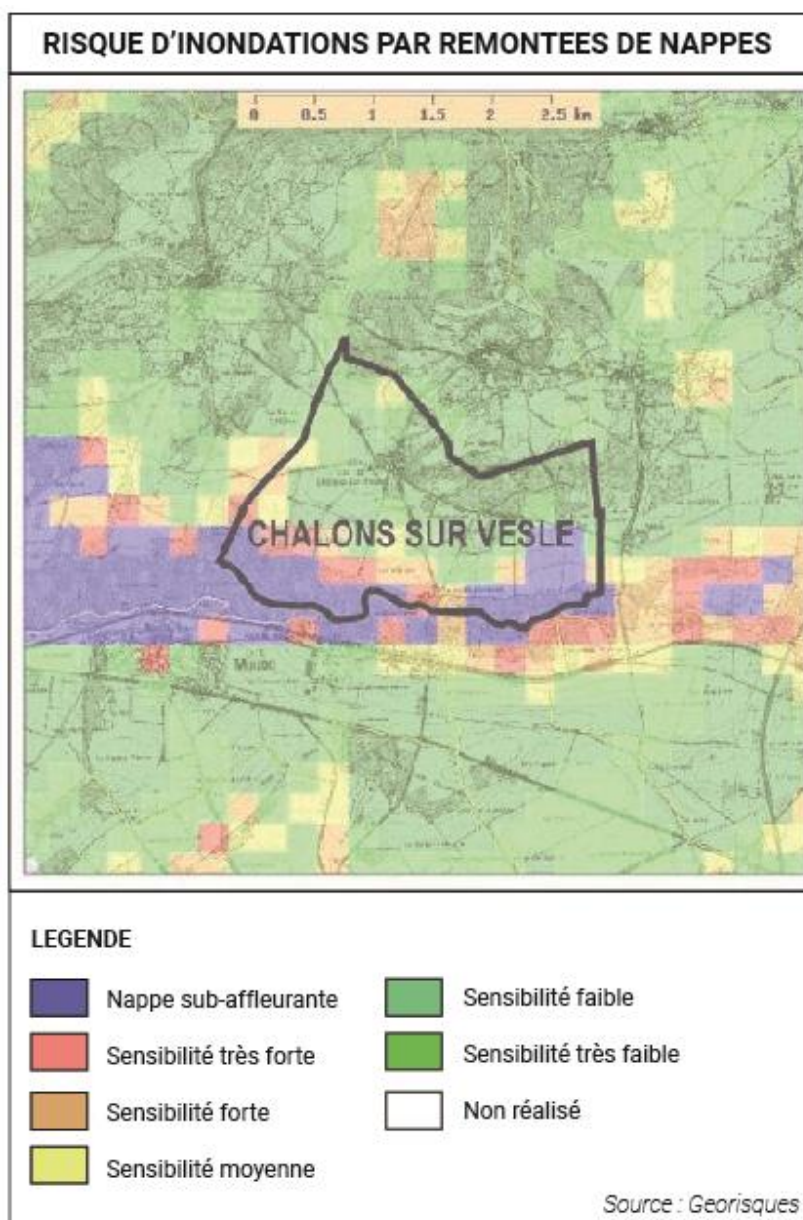 RISQUE D'INONDATIONS PAR REMONTEES DE NAPPES
0 0.5 1 1.5 2 2.5 km
CHALONS SUR VESLE
Muizon
LEGENDE
Nappe sub-affleurante
Sensibilité très forte
Sensibilité forte
Sensibilité moyenne
Sensibilité faible
Sensibilité très faible
Non réalisé
Source : Georisques